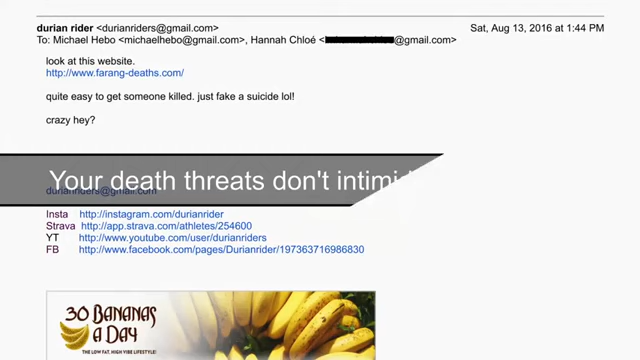 durian rider <durianriders@gmail.com> Sat, Aug 13, 2016 at 1:44 PM
To: Michael Hebo <michaelhebo@gmail.com>, Hannah Chloé < @gmail.com>
look at this website.
http://www.farang-deaths.com/
quite easy to get someone killed. just fake a suicide lol!
crazy hey?
Your death threats don't intimi
durianriders@gmail.com
Insta http://instagram.com/durianrider
Strava http://app.strava.com/athletes/254600
YT http://www.youtube.com/user/durianriders
FB http://www.facebook.com/pages/Durianrider/197363716986830
30 BANANAS
A DAY
THE LOW FAT, HIGH VIBE LIFESTYLE!